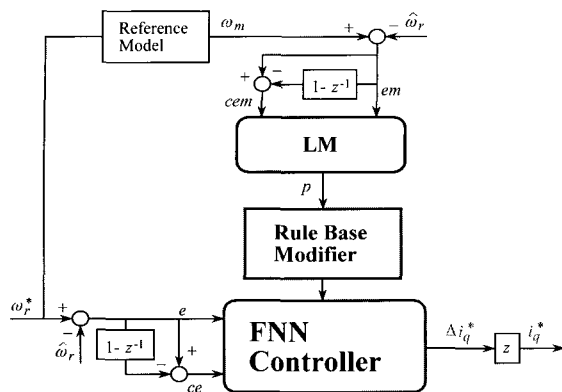 Reference
Model
ω_m
+
−
ω̂_r
+
−
−
1- z⁻¹
cem
em
LM
p
Rule Base
Modifier
ω_r*
+
−
e
ω̂_r
1- z⁻¹
+
−
ce
FNN
Controller
Δi_q*
z
i_q*